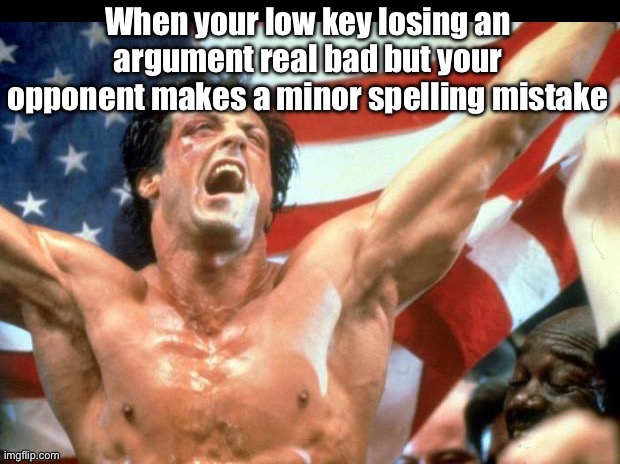 When your low key losing an
argument real bad but your
opponent makes a minor spelling mistake
imgflip.com